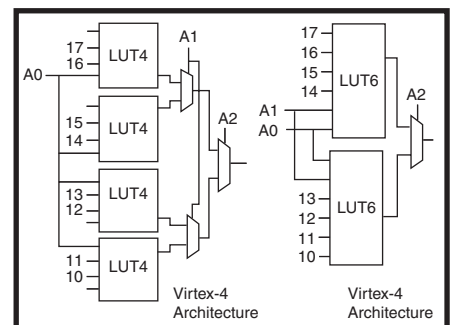 A1
17
16
LUT4
A0
15
14
LUT4
A2
13
12
LUT4
11
10
LUT4
Virtex-4
Architecture
17
16
15
14
LUT6
A2
A1
A0
13
12
11
10
LUT6
Virtex-4
Architecture